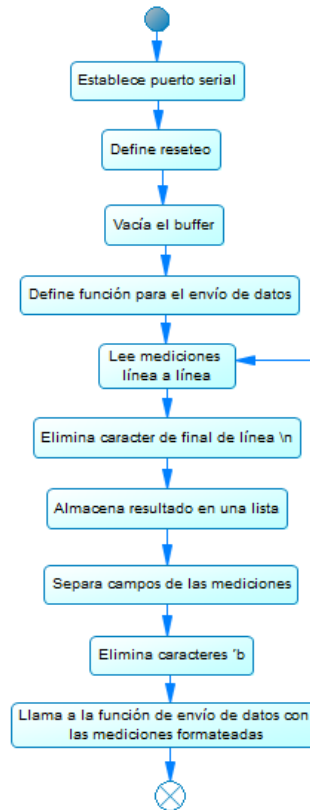 Establece puerto serial
Define reseteo
Vacía el buffer
Define función para el envío de datos
Lee mediciones
línea a línea
Elimina caracter de final de línea \n
Almacena resultado en una lista
Separa campos de las mediciones
Elimina caracteres 'b
Llama a la función de envío de datos con
las mediciones formateadas